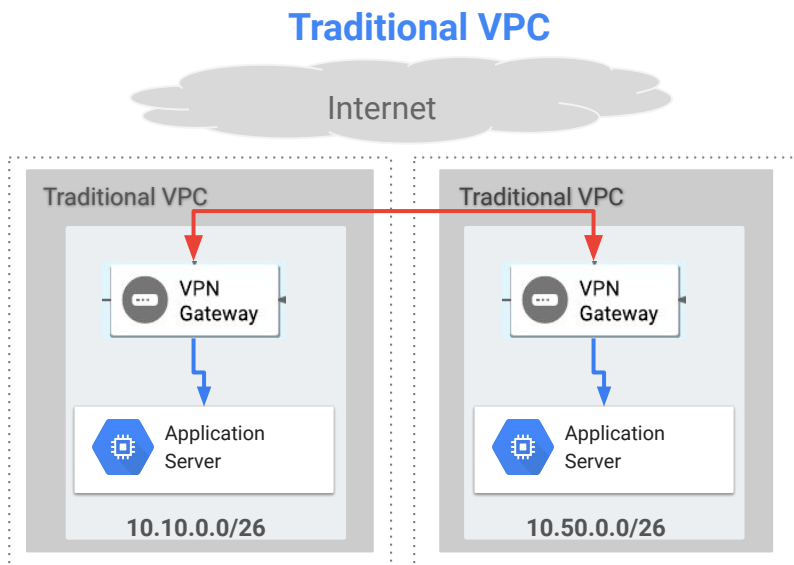 Traditional VPC
Internet
Traditional VPC
VPN
Gateway
Application
Server
10.10.0.0/26
Traditional VPC
VPN
Gateway
Application
Server
10.50.0.0/26